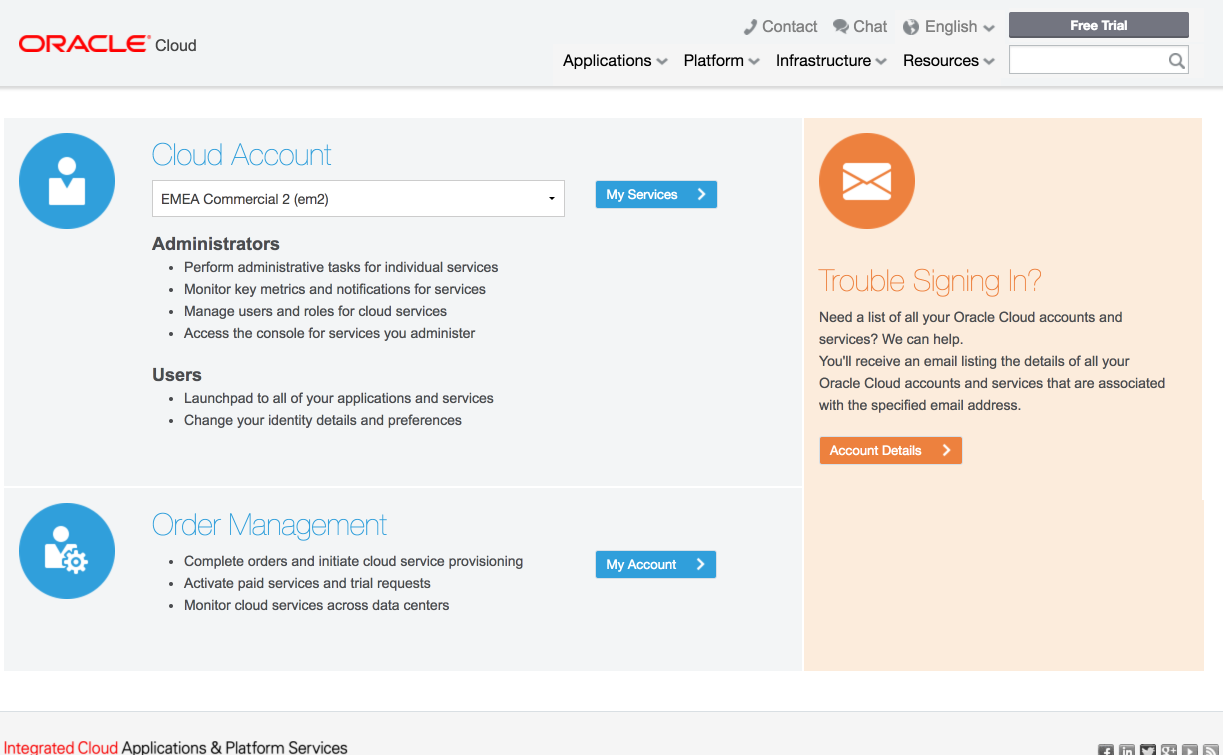 ORACLE Cloud
Contact Chat English Free Trial
Applications Platform Infrastructure Resources
Cloud Account
EMEA Commercial 2 (em2)
My Services
Administrators
Perform administrative tasks for individual services
Monitor key metrics and notifications for services
Manage users and roles for cloud services
Access the console for services you administer
Users
Launchpad to all of your applications and services
Change your identity details and preferences
Trouble Signing In?
Need a list of all your Oracle Cloud accounts and
services? We can help.
You'll receive an email listing the details of all your
Oracle Cloud accounts and services that are associated
with the specified email address.
Account Details
Order Management
Complete orders and initiate cloud service provisioning
Activate paid services and trial requests
Monitor cloud services across data centers
My Account
Integrated Cloud Applications & Platform Services